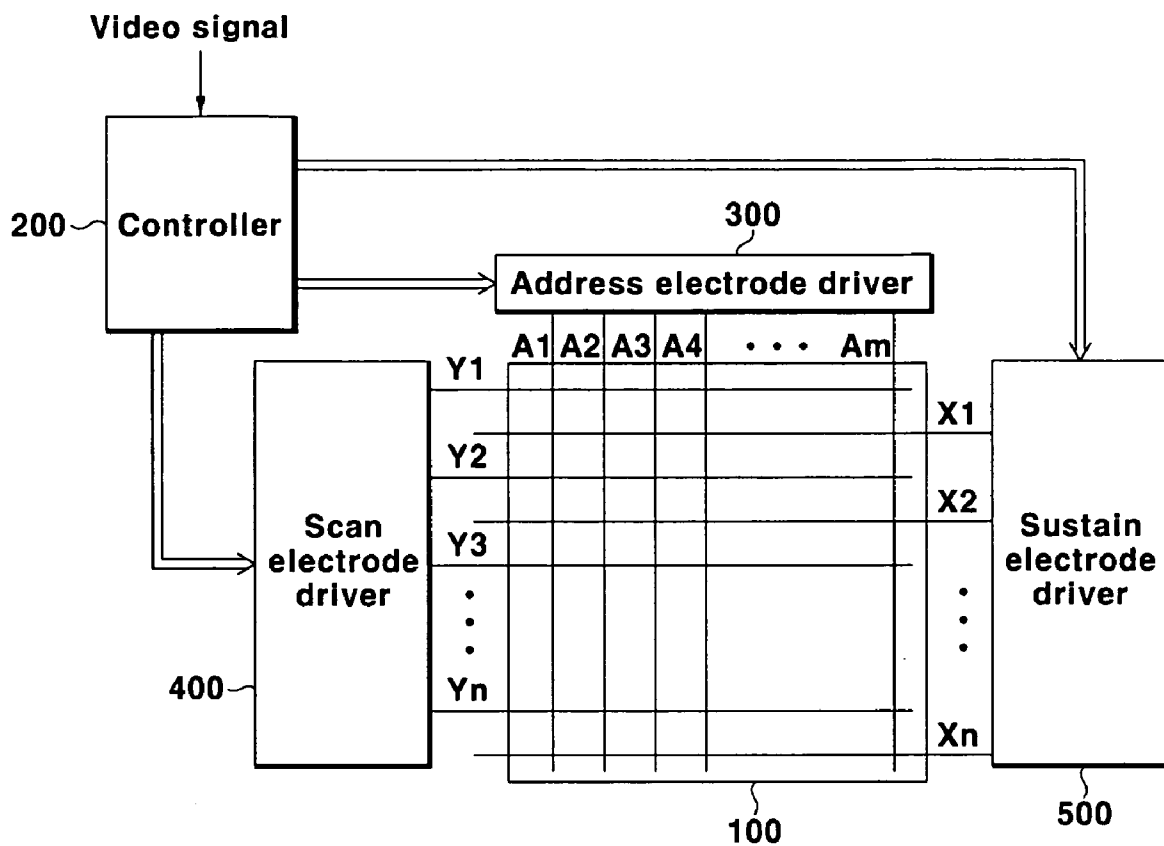 Video signal
200
Controller
300
Address electrode driver
A1 A2 A3 A4 • • • Am
Y1
X1
Y2
X2
Y3
Scan
electrode
driver
Sustain
electrode
driver
•
•
•
•
•
•
400
Yn
Xn
100
500